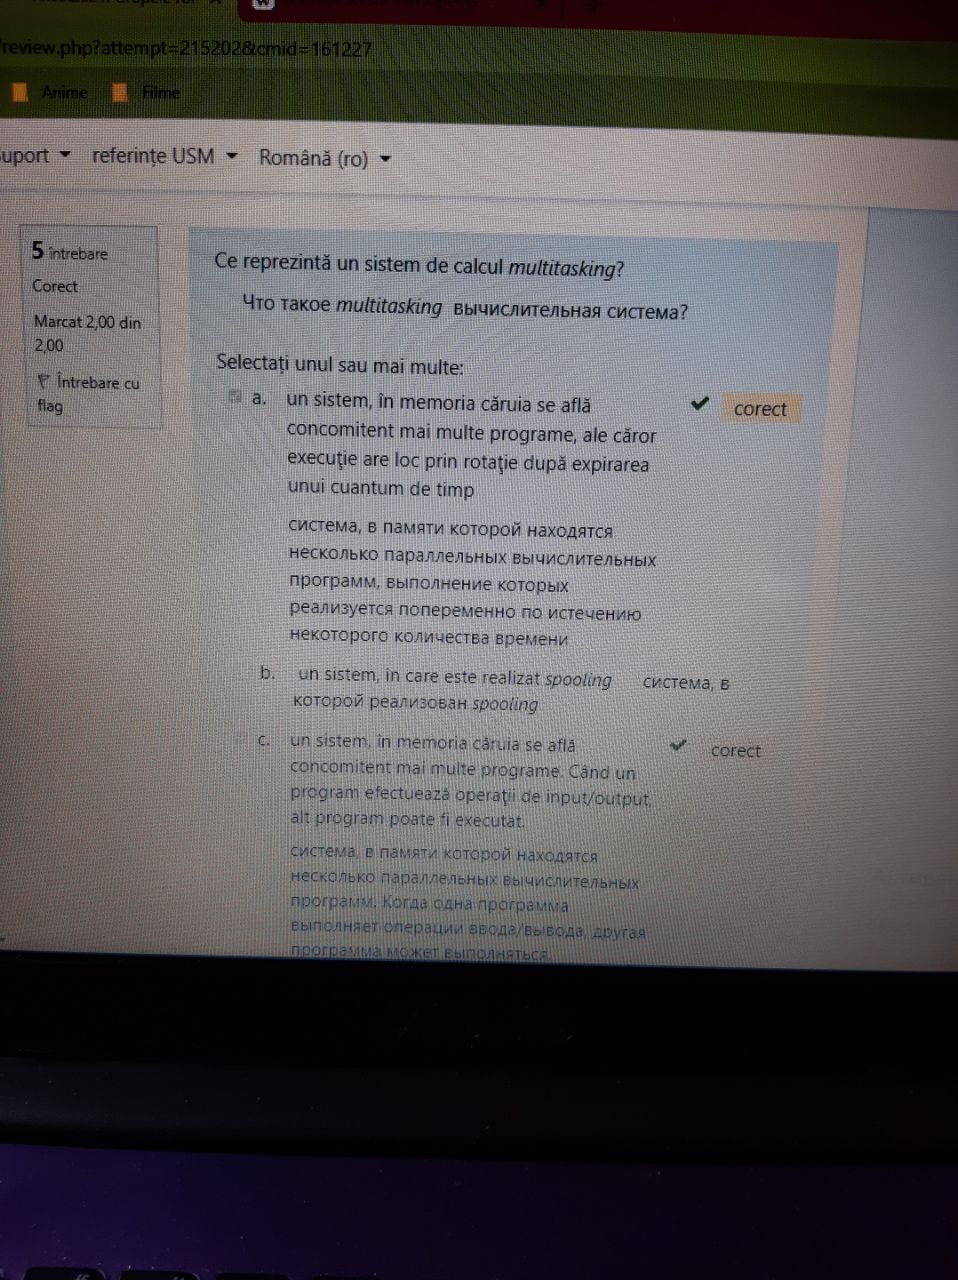 review.php?attempt=215202&cmid=161227
Anime Filme
uport referințe USM Română (ro)
5 întrebare
Corect
Marcat 2,00 din
2,00
Întrebare cu
flag
Ce reprezintă un sistem de calcul multitasking?
Что такое multitasking вычислительная система?
Selectați unul sau mai multe:
a. un sistem, în memoria căruia se află
concomitent mai multe programe, ale căror
execuţie are loc prin rotaţie după expirarea
unui cuantum de timp
corect
система, в памяти которой находятся
несколько параллельных вычислительных
программ, выполнение которых
реализуется попеременно по истечению
некоторого количества времени
b. un sistem, in care este realizat spooling система, в
которой реализован spooling
c. un sistem, în memoria căruia se află
concomitent mai multe programe. Când un
program efectuează operaţii de input/output,
alt program poate fi executat.
corect
система, в памяти которой находятся
несколько параллельных вычислительных
программ. Когда одна программа
выполняет операции ввода/вывода, другая
программа может выполняться.